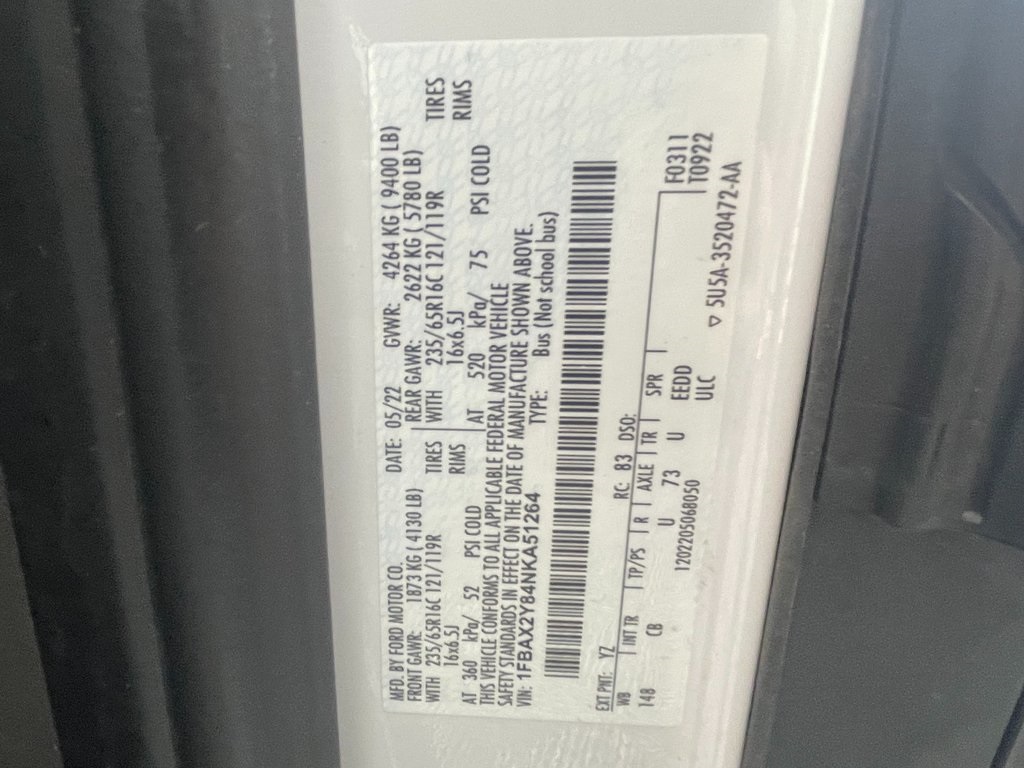 MFD. BY FORD MOTOR CO. DATE: 05/22 GVWR: 4264 KG ( 9400 LB)
FRONT GAWR: 1873 KG ( 4130 LB) REAR GAWR: 2622 KG ( 5780 LB)
WITH 235/65R16C 121/119R TIRES WITH 235/65R16C 121/119R TIRES
16x6.5J RIMS 16x6.5J RIMS
AT 360 kPa/ 52 PSI COLD AT 520 kPa/ 75 PSI COLD
THIS VEHICLE CONFORMS TO ALL APPLICABLE FEDERAL MOTOR VEHICLE
SAFETY STANDARDS IN EFFECT ON THE DATE OF MANUFACTURE SHOWN ABOVE.
VIN: 1FBAX2Y84NKA51264 TYPE: Bus (Not school bus)
EXT PNT: YZ RC: 83 DSO:
WB INT TR TP/PS R AXLE TR SPR F0311
148 CB U 73 U EEDD T0922
1202205068050 ULC
▽ 5U5A-3520472-AA